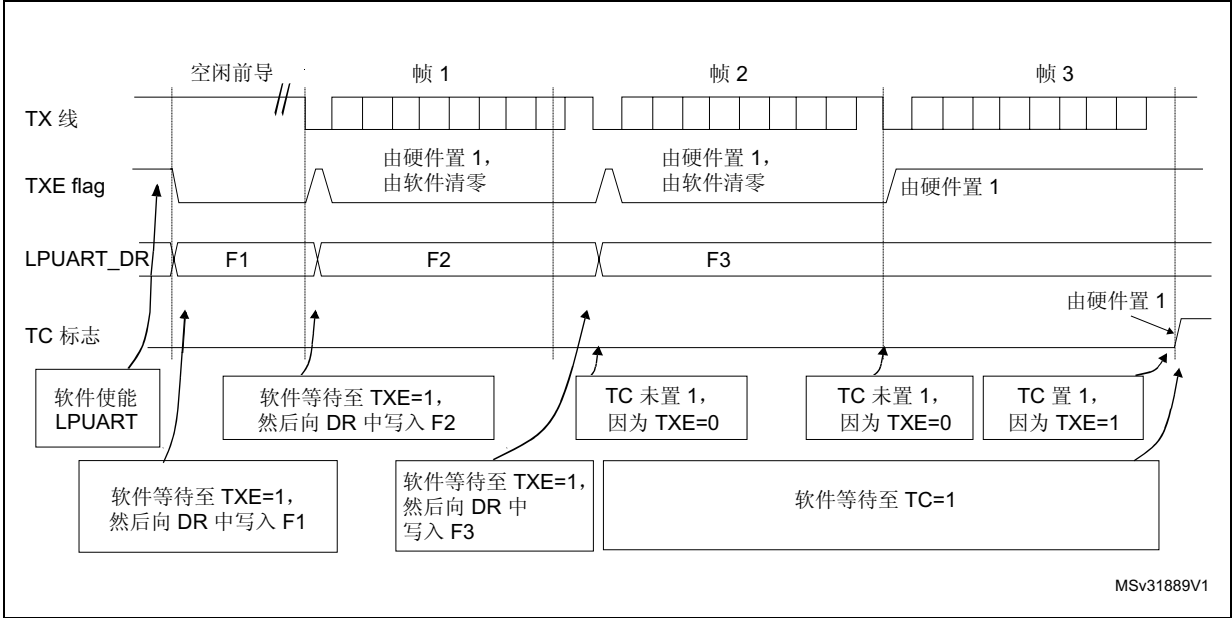 空闲前导
帧 1
帧 2
帧 3
TX 线
由硬件置 1，
由软件清零
由硬件置 1，
由软件清零
TXE flag
由硬件置 1
LPUART_DR
F1
F2
F3
由硬件置 1
TC 标志
软件使能
LPUART
软件等待至 TXE=1，
然后向 DR 中写入 F2
TC 未置 1，
因为 TXE=0
TC 未置 1，
因为 TXE=0
TC 置 1，
因为 TXE=1
软件等待至 TXE=1，
然后向 DR 中写入 F1
软件等待至 TXE=1，
然后向 DR 中
写入 F3
软件等待至 TC=1
MSv31889V1